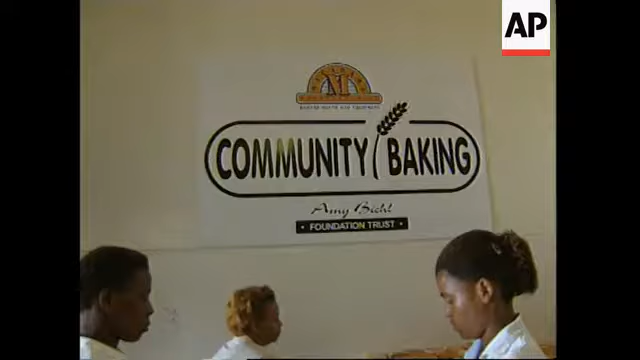 AP
M
COMMUNITY BAKING
Amy Biehl
• FOUNDATION TRUST •